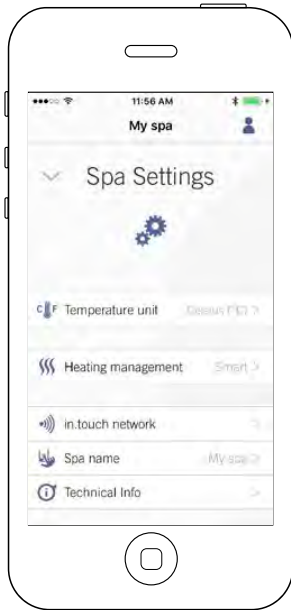 11:56 AM
My spa
Spa Settings
C F Temperature unit Celsius (°C) >
Heating management Smart >
in.touch network >
Spa name My spa >
Technical Info >